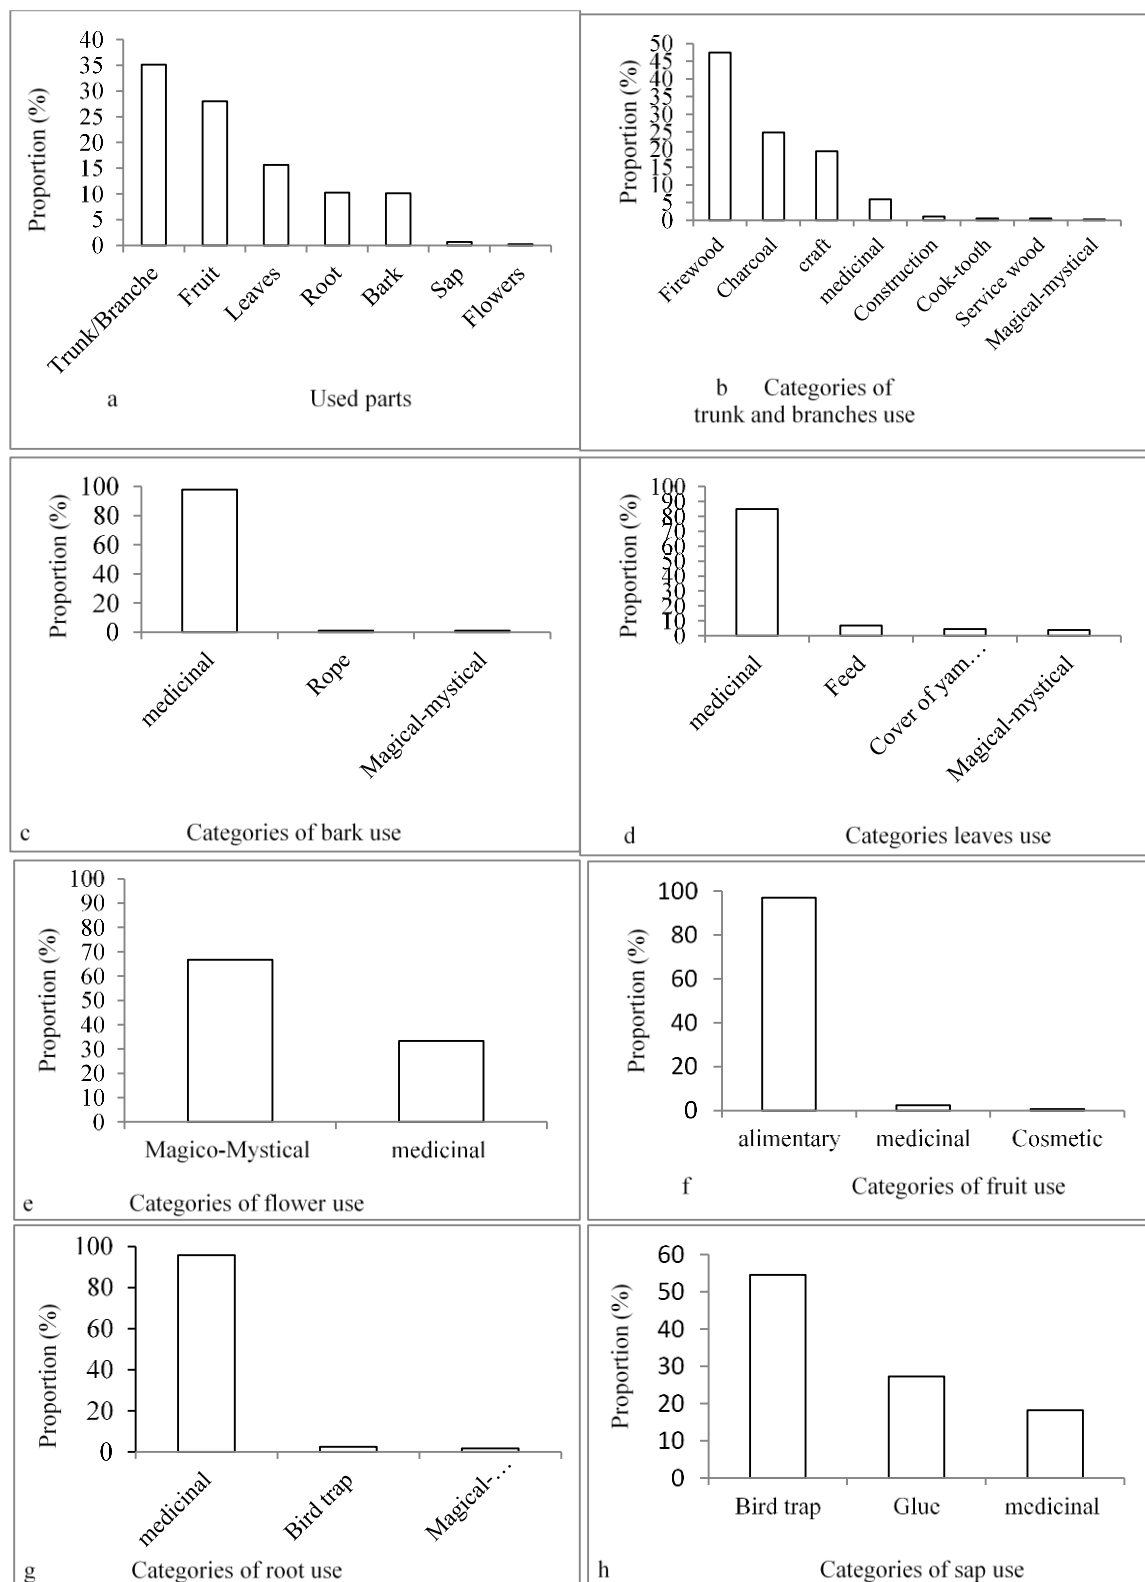 40
35
30
25
20
15
10
5
0
Proportion (%)
Trunk/Branche
Fruit
Leaves
Root
Bark
Sap
Flowers
a Used parts
50
45
40
35
30
25
20
15
10
5
0
Proportion (%)
Firewood
Charcoal
craft
medicinal
Construction
Cook-tooth
Service wood
Magical-mystical
b Categories of
trunk and branches use
100
80
60
40
20
0
Proportion (%)
medicinal
Rope
Magical-mystical
c Categories of bark use
100
90
80
70
60
50
40
30
20
10
0
Proportion (%)
medicinal
Feed
Cover of yam…
Magical-mystical
d Categories leaves use
100
90
80
70
60
50
40
30
20
10
0
Proportion (%)
Magico-Mystical medicinal
e Categories of flower use
100
80
60
40
20
0
Proportion (%)
alimentary medicinal Cosmetic
f Categories of fruit use
100
80
60
40
20
0
Proportion (%)
medicinal
Bird trap
Magical-…
g Categories of root use
60
50
40
30
20
10
0
Proportion (%)
Bird trap Glue medicinal
h Categories of sap use